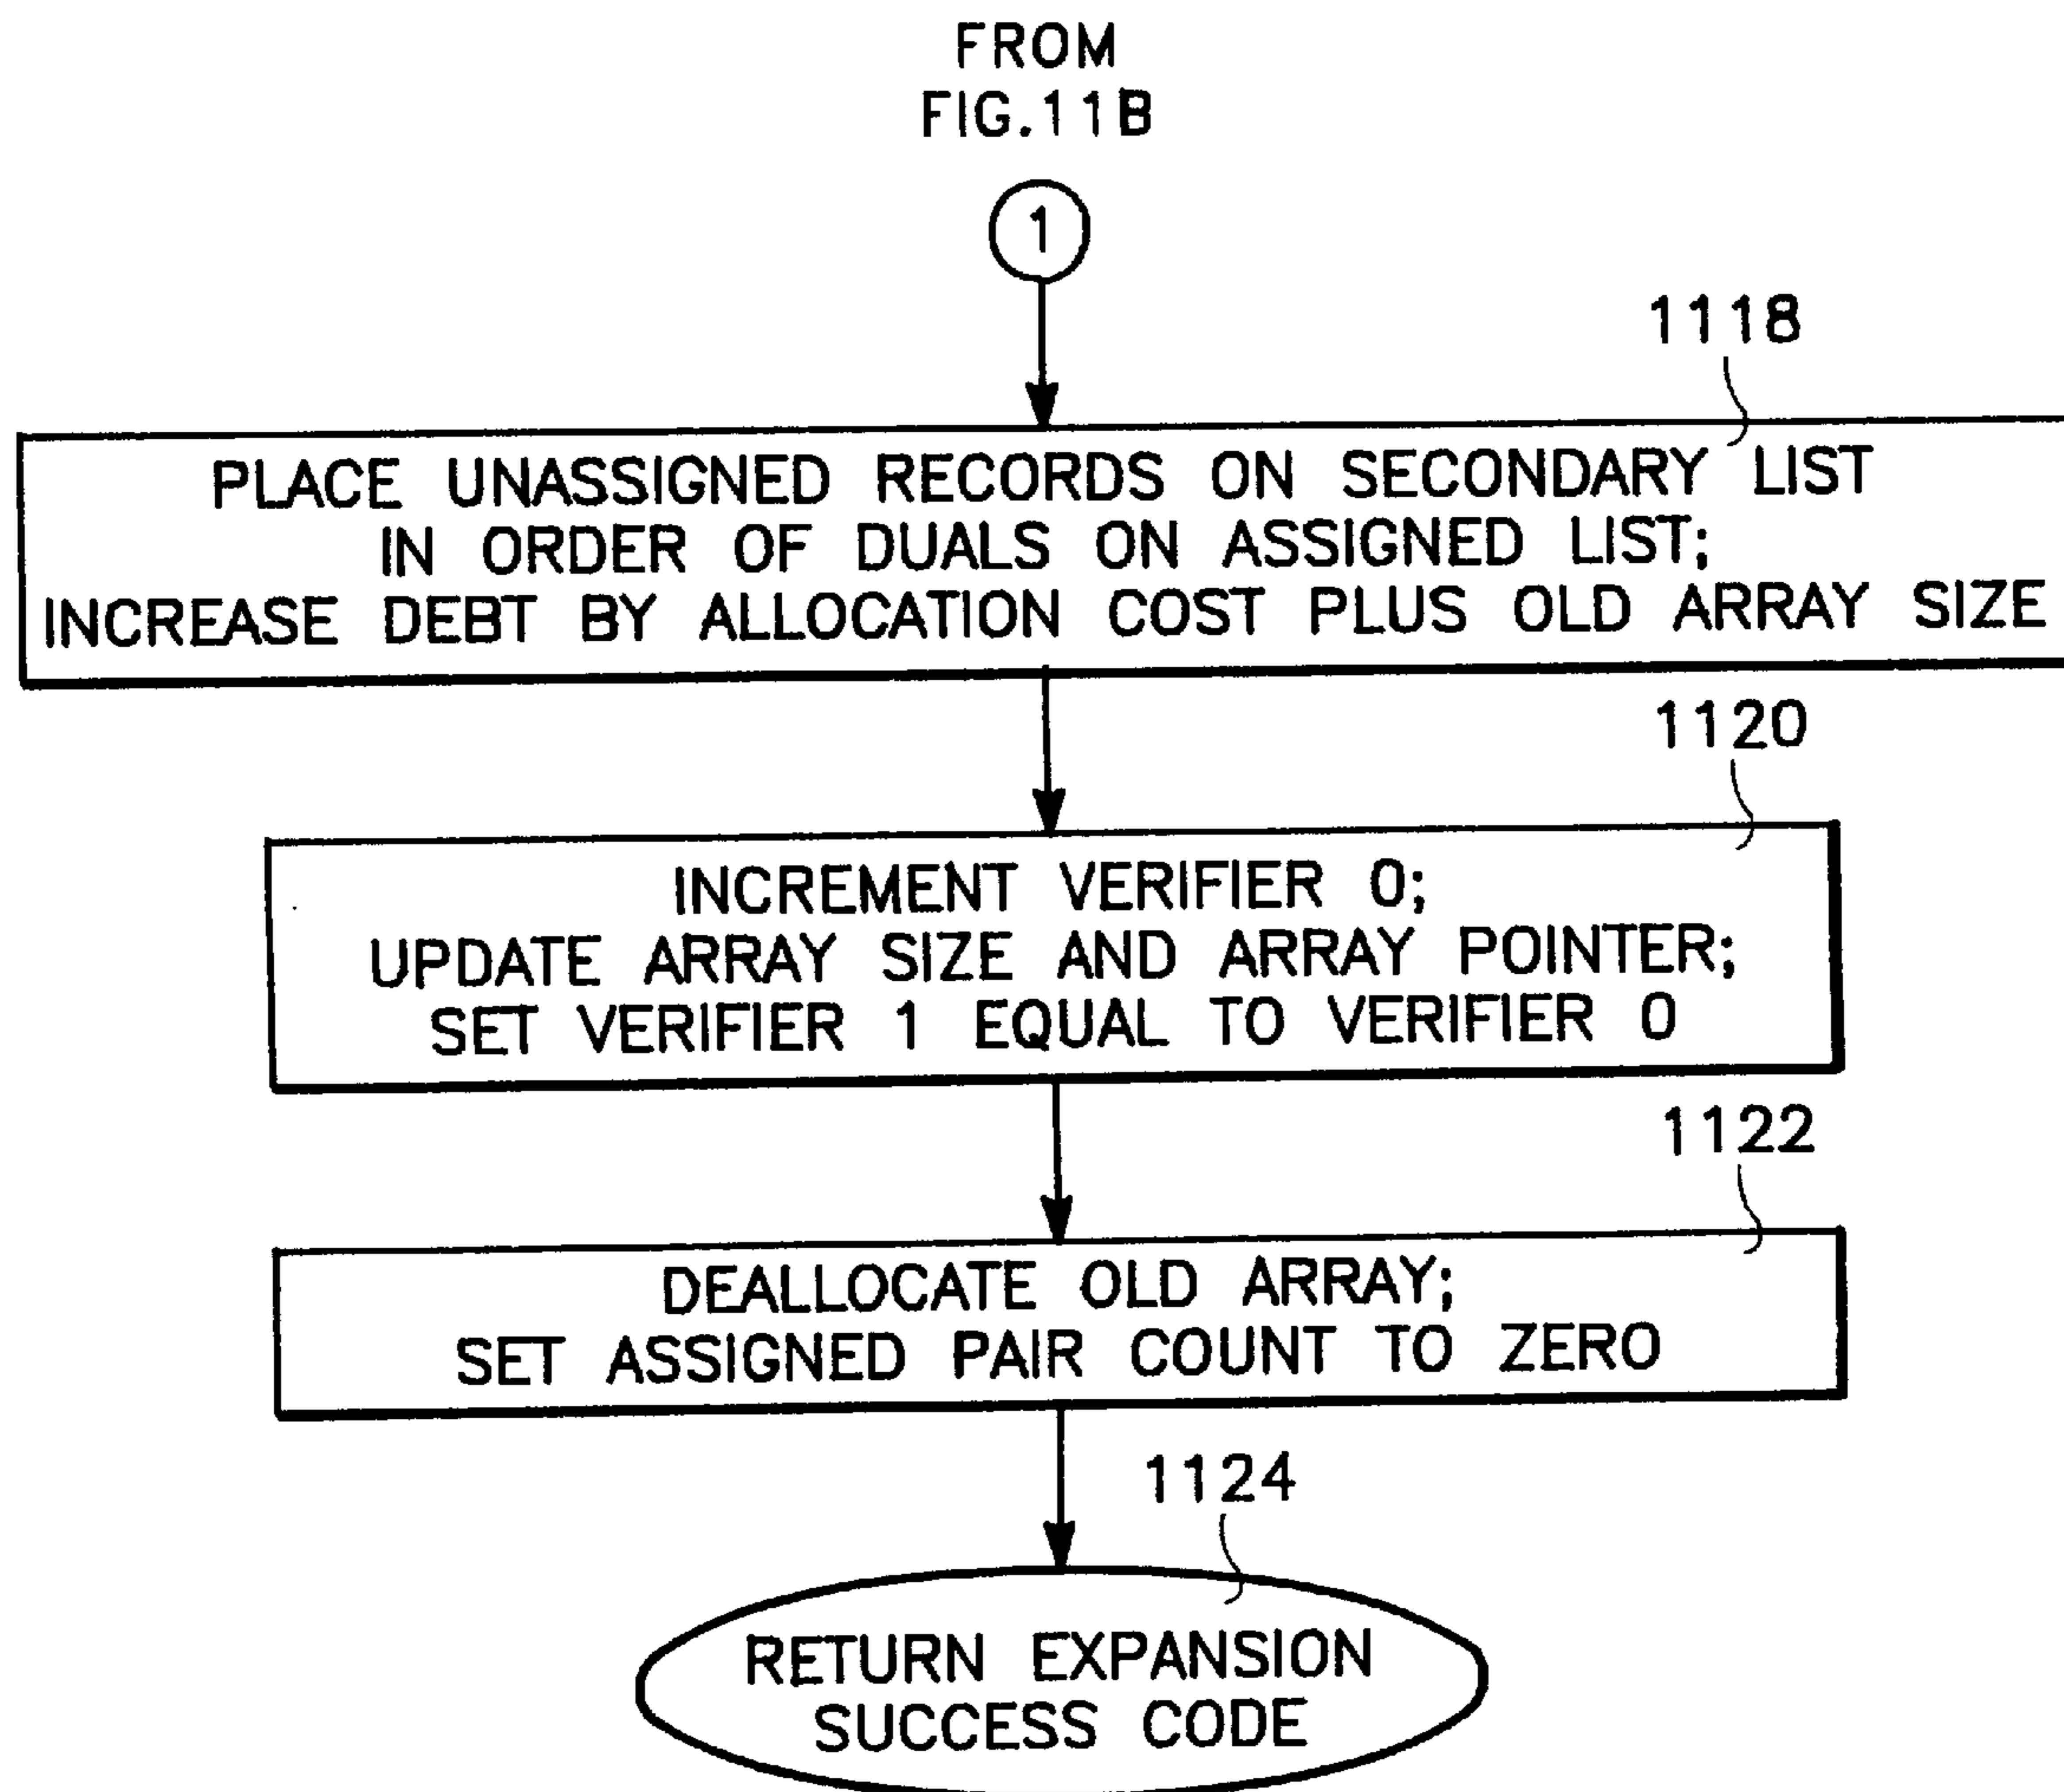 FROM
FIG.11B
1
1118
PLACE UNASSIGNED RECORDS ON SECONDARY LIST
IN ORDER OF DUALS ON ASSIGNED LIST;
INCREASE DEBT BY ALLOCATION COST PLUS OLD ARRAY SIZE
1120
INCREMENT VERIFIER 0;
UPDATE ARRAY SIZE AND ARRAY POINTER;
SET VERIFIER 1 EQUAL TO VERIFIER 0
1122
DEALLOCATE OLD ARRAY;
SET ASSIGNED PAIR COUNT TO ZERO
1124
RETURN EXPANSION
SUCCESS CODE